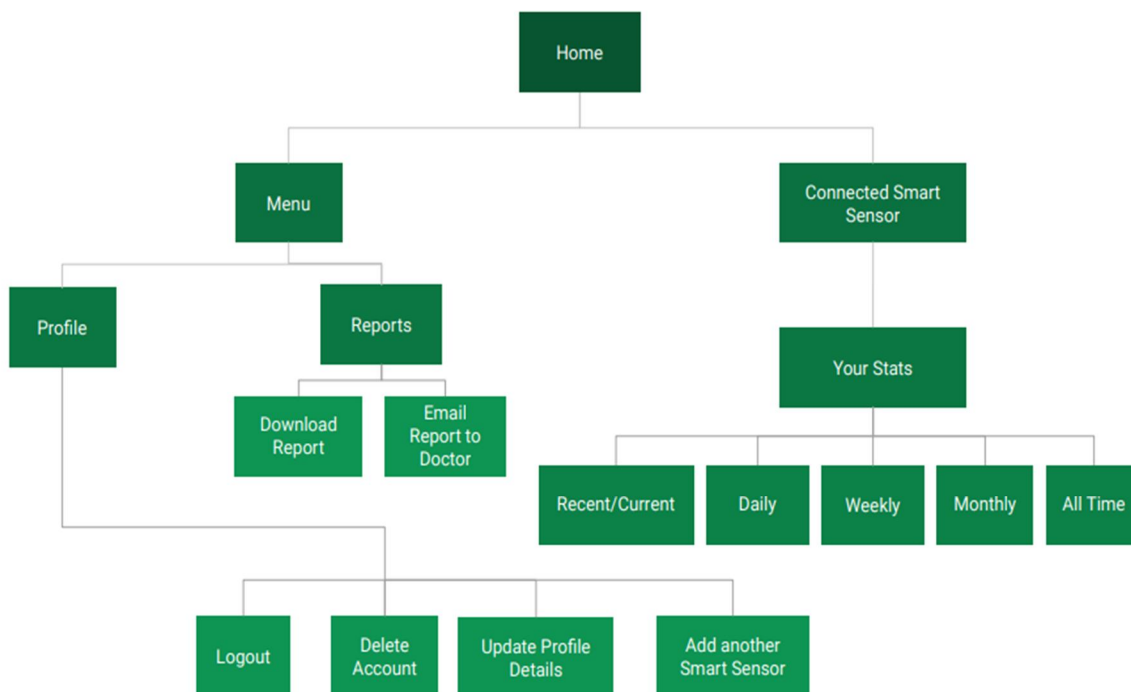 Home
Menu
Connected Smart
Sensor
Profile
Reports
Your Stats
Download
Report
Email
Report to
Doctor
Recent/Current
Daily
Weekly
Monthly
All Time
Logout
Delete
Account
Update Profile
Details
Add another
Smart Sensor